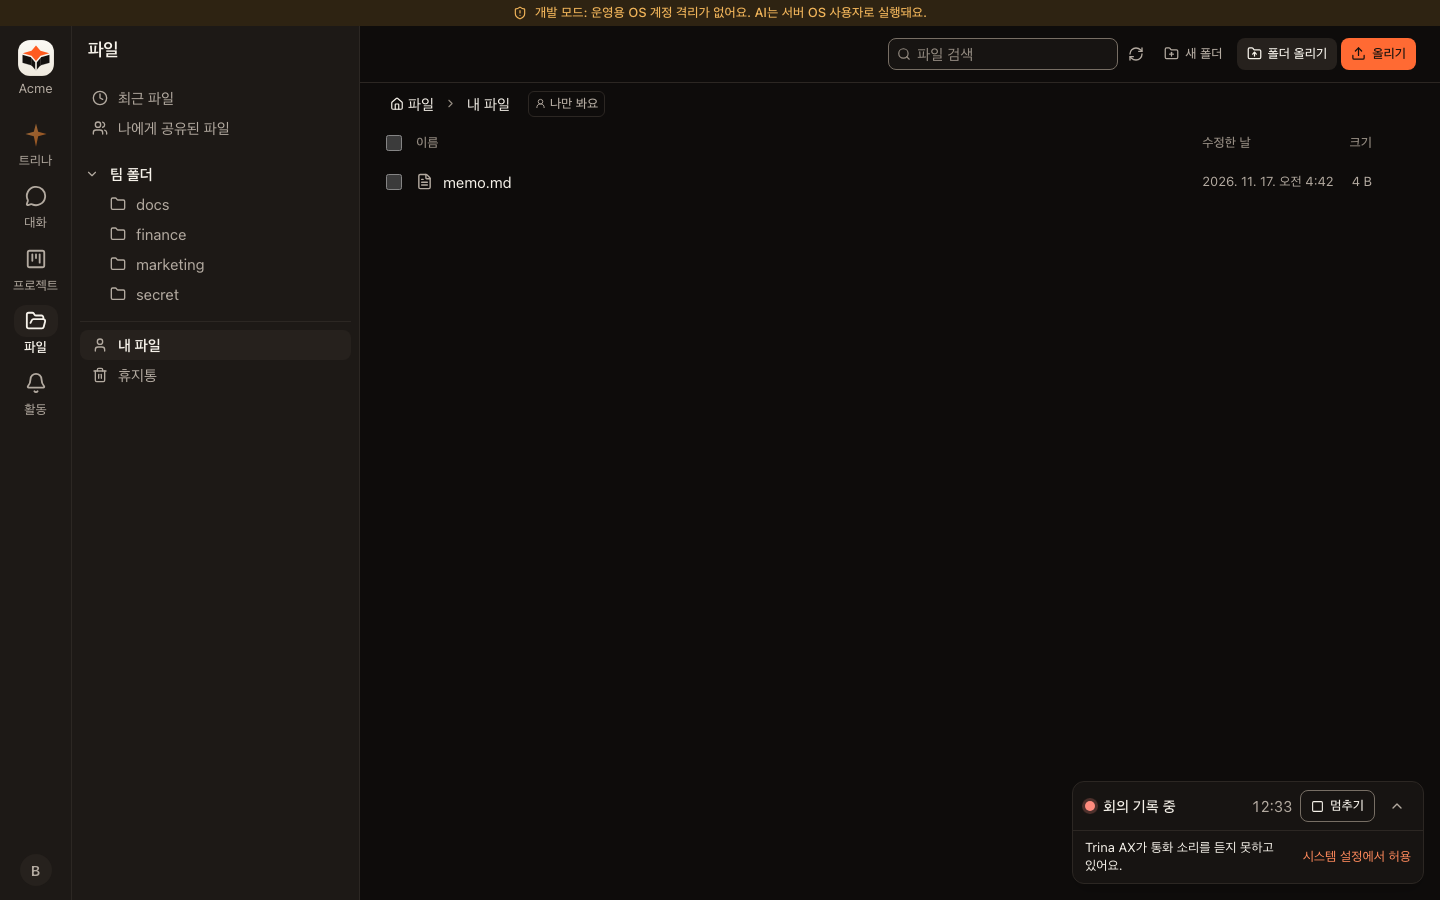 개발 모드: 운영용 OS 계정 격리가 없어요. AI는 서버 OS 사용자로 실행돼요.
Acme
트리나
대화
프로젝트
파일
활동
B
파일
최근 파일
나에게 공유된 파일
팀 폴더
docs
finance
marketing
secret
내 파일
휴지통
파일 검색
새 폴더
폴더 올리기
올리기
파일 > 내 파일 나만 봐요
이름 수정한 날 크기
memo.md 2026. 11. 17. 오전 4:42 4 B
회의 기록 중 12:33 멈추기
Trina AX가 통화 소리를 듣지 못하고
있어요.
시스템 설정에서 허용